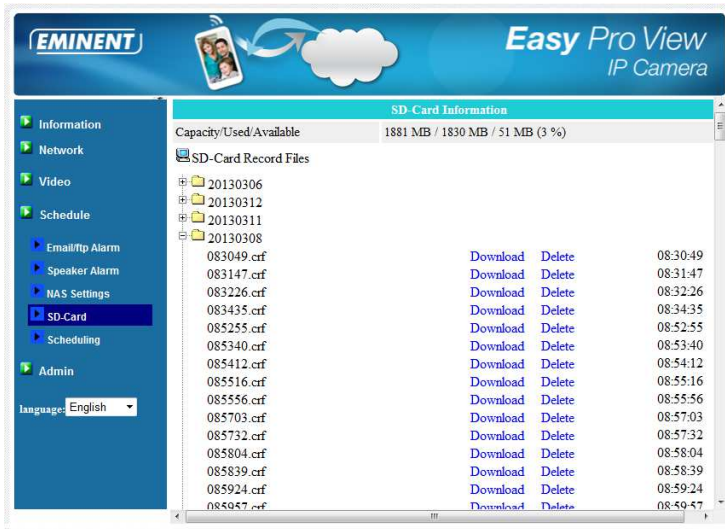 EMINENT
Easy Pro View
IP Camera
Information
Network
Video
Schedule
Email/ftp Alarm
Speaker Alarm
NAS Settings
SD-Card
Scheduling
Admin
language: English
SD-Card Information
Capacity/Used/Available 1881 MB / 1830 MB / 51 MB (3 %)
SD-Card Record Files
20130306
20130312
20130311
20130308
083049.crf Download Delete 08:30:49
083147.crf Download Delete 08:31:47
083226.crf Download Delete 08:32:26
083435.crf Download Delete 08:34:35
085255.crf Download Delete 08:52:55
085340.crf Download Delete 08:53:40
085412.crf Download Delete 08:54:12
085516.crf Download Delete 08:55:16
085556.crf Download Delete 08:55:56
085703.crf Download Delete 08:57:03
085732.crf Download Delete 08:57:32
085804.crf Download Delete 08:58:04
085839.crf Download Delete 08:58:39
085924.crf Download Delete 08:59:24
085957.crf Download Delete 08:59:57